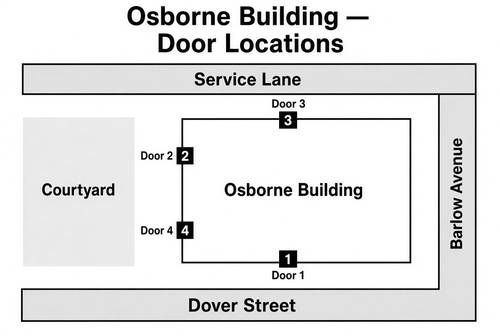 Osborne Building —
Door Locations
Service Lane
Door 3
3
Door 2 2
Courtyard
Osborne Building
Barlow Avenue
Door 4 4
1
Door 1
Dover Street